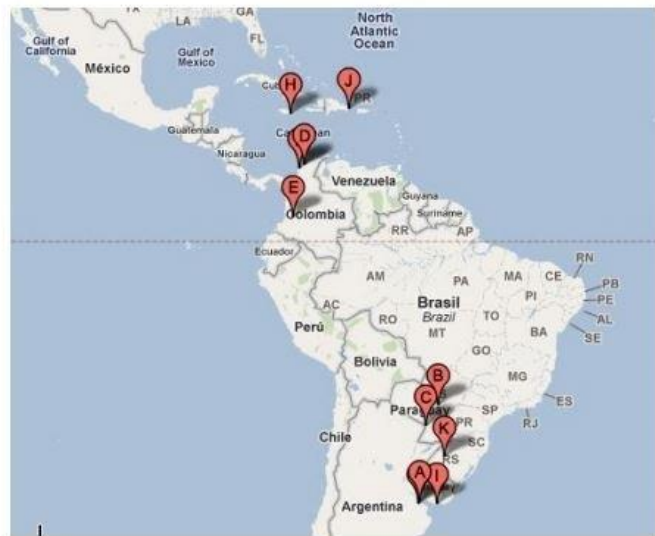 TX
LA
GA
North
Atlantic
Ocean
Gulf of
California
FL
Gulf of
Mexico
México
H
J
PR
Guatemala
D
Nicaragua
E
Venezuela
Guyana
Colombia
Suriname
RR
AP
Ecuador
RN
AM
PA
MA
CE
PB
PI
PE
AC
Brasil
AL
Perú
RO
Brazil
TO
SE
MT
BA
Bolivia
GO
B
MG
ES
C
Paraguay
SP
RJ
K
PR
Chile
SC
RS
A
I
Argentina